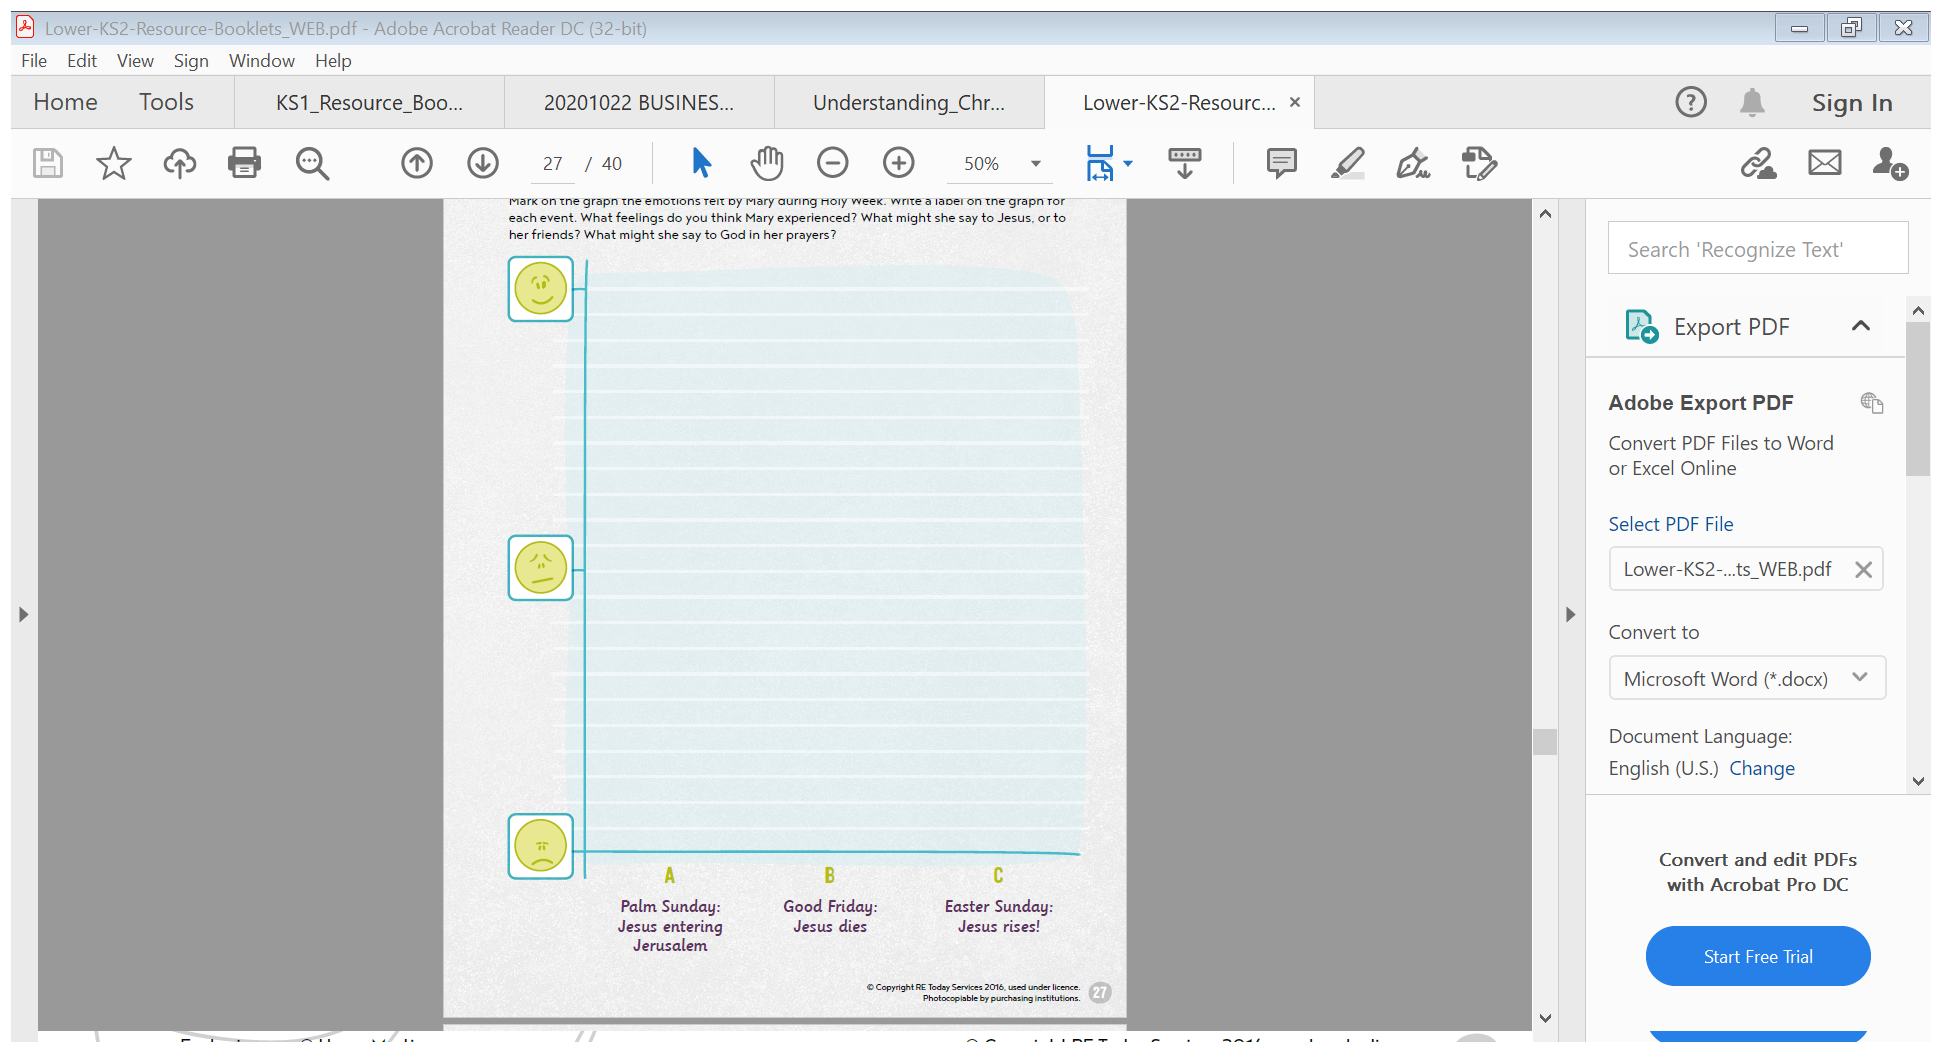 Lower-KS2-Resource-Booklets_WEB.pdf - Adobe Acrobat Reader DC (32-bit)
File Edit View Sign Window Help
Home Tools KS1_Resource_Boo... 20201022 BUSINES... Understanding_Chr... Lower-KS2-Resourc... × Sign In
27 / 40 50%
Mark on the graph the emotions felt by Mary during Holy Week. Write a label on the graph for
each event. What feelings do you think Mary experienced? What might she say to Jesus, or to
her friends? What might she say to God in her prayers?
A
Palm Sunday:
Jesus entering
Jerusalem
B
Good Friday:
Jesus dies
C
Easter Sunday:
Jesus rises!
© Copyright RE Today Services 2016, used under licence.
Photocopiable by purchasing institutions.
27
Search 'Recognize Text'
Export PDF
Adobe Export PDF
Convert PDF Files to Word
or Excel Online
Select PDF File
Lower-KS2-...ts_WEB.pdf
Convert to
Microsoft Word (*.docx)
Document Language:
English (U.S.) Change
Convert and edit PDFs
with Acrobat Pro DC
Start Free Trial